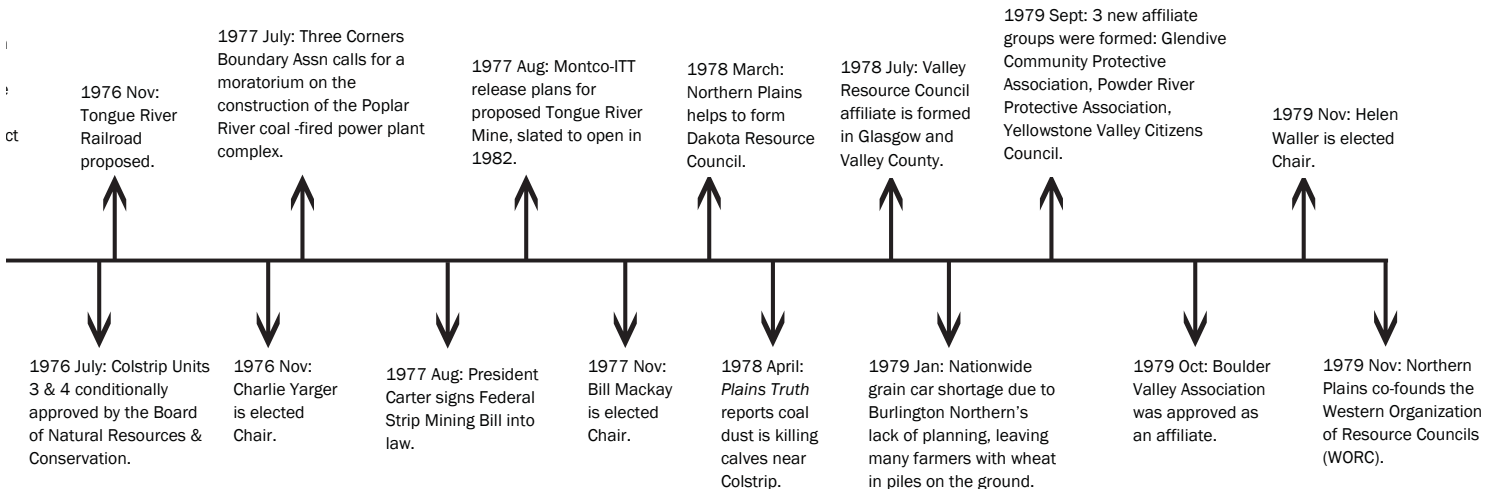 ct
1976 Nov:
Tongue River
Railroad
proposed.
1977 July: Three Corners
Boundary Assn calls for a
moratorium on the
construction of the Poplar
River coal -fired power plant
complex.
1977 Aug: Montco-ITT
release plans for
proposed Tongue River
Mine, slated to open in
1982.
1978 March:
Northern Plains
helps to form
Dakota Resource
Council.
1978 July: Valley
Resource Council
affiliate is formed
in Glasgow and
Valley County.
1979 Sept: 3 new affiliate
groups were formed: Glendive
Community Protective
Association, Powder River
Protective Association,
Yellowstone Valley Citizens
Council.
1979 Nov: Helen
Waller is elected
Chair.
1976 July: Colstrip Units
3 & 4 conditionally
approved by the Board
of Natural Resources &
Conservation.
1976 Nov:
Charlie Yarger
is elected
Chair.
1977 Aug: President
Carter signs Federal
Strip Mining Bill into
law.
1977 Nov:
Bill Mackay
is elected
Chair.
1978 April:
Plains Truth
reports coal
dust is killing
calves near
Colstrip.
1979 Jan: Nationwide
grain car shortage due to
Burlington Northern's
lack of planning, leaving
many farmers with wheat
in piles on the ground.
1979 Oct: Boulder
Valley Association
was approved as
an affiliate.
1979 Nov: Northern
Plains co-founds the
Western Organization
of Resource Councils
(WORC).